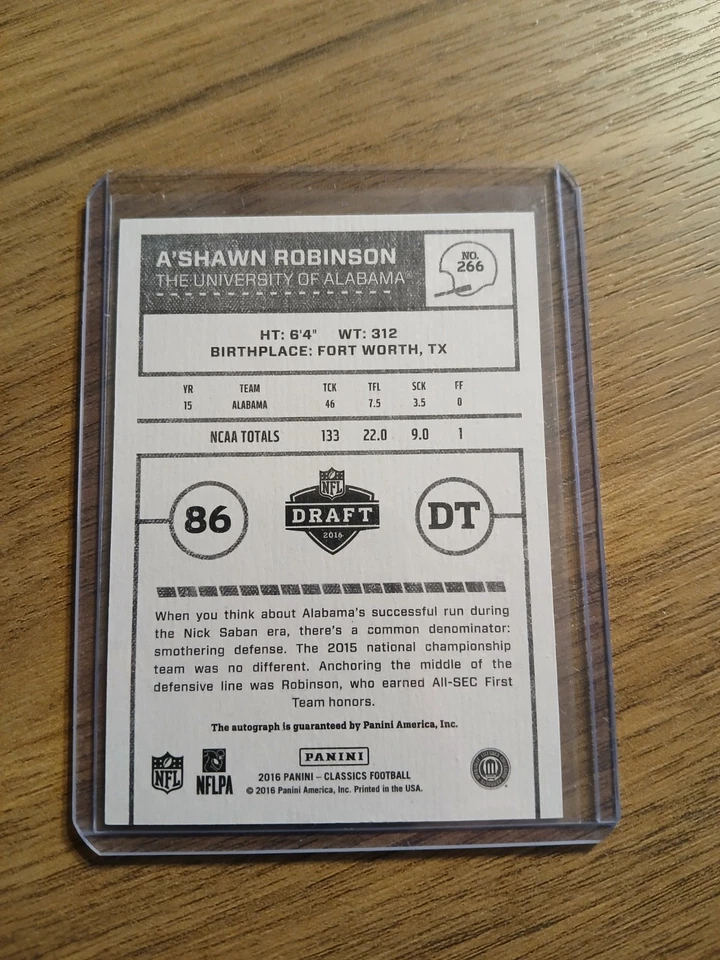 A'SHAWN ROBINSON
THE UNIVERSITY OF ALABAMA®
NO.
266
HT: 6'4" WT: 312
BIRTHPLACE: FORT WORTH, TX
YR TEAM TCK TFL SCK FF
15 ALABAMA 46 7.5 3.5 0
NCAA TOTALS 133 22.0 9.0 1
86
NFL
DRAFT
2016
DT
When you think about Alabama's successful run during
the Nick Saban era, there's a common denominator:
smothering defense. The 2015 national championship
team was no different. Anchoring the middle of the
defensive line was Robinson, who earned All-SEC First
Team honors.
The autograph is guaranteed by Panini America, Inc.
NFL
NFLPA
PANINI
2016 PANINI – CLASSICS FOOTBALL
© 2016 Panini America, Inc. Printed in the USA.